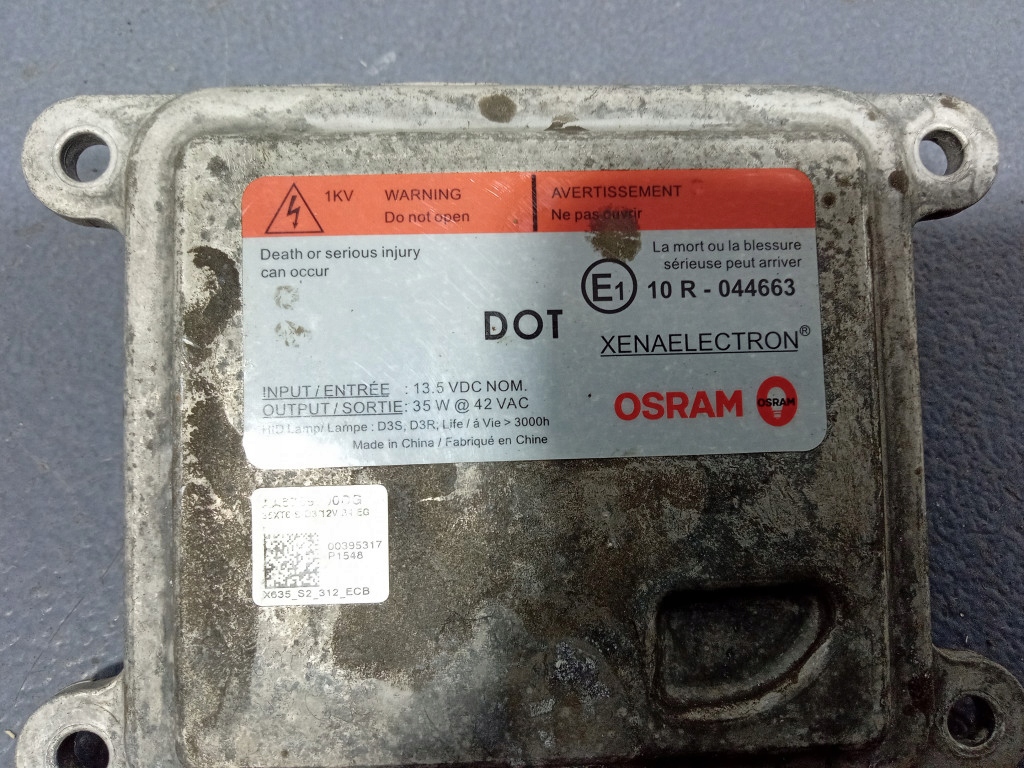 1KV WARNING
Do not open
AVERTISSEMENT
Ne pas ouvrir
Death or serious injury
can occur
La mort ou la blessure
sérieuse peut arriver
E1 10 R - 044663
DOT
XENAELECTRON®
INPUT / ENTRÉE : 13.5 VDC NOM.
OUTPUT / SORTIE: 35 W @ 42 VAC
HID Lamp/ Lampe : D3S, D3R; Life / á Vie > 3000h
Made in China / Fabriqué en Chine
OSRAM
OSRAM
00395317
P1548
X635_S2_312_ECB